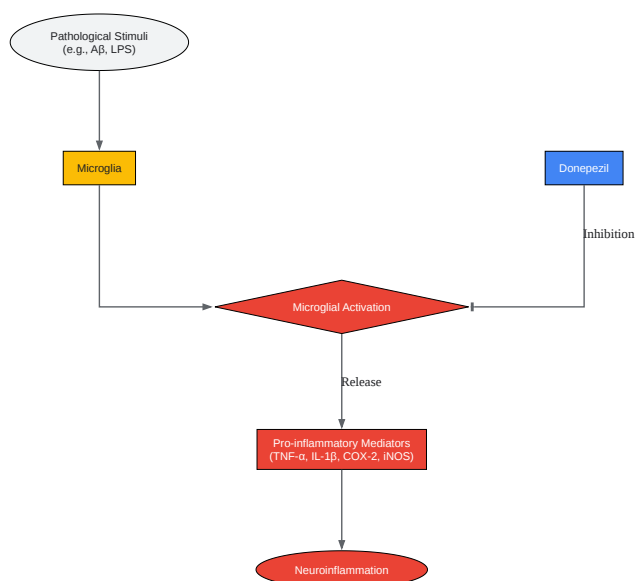 Pathological Stimuli
(e.g., Aβ, LPS)
Microglia
Donepezil
Inhibition
Microglial Activation
Release
Pro-inflammatory Mediators
(TNF-α, IL-1β, COX-2, iNOS)
Neuroinflammation